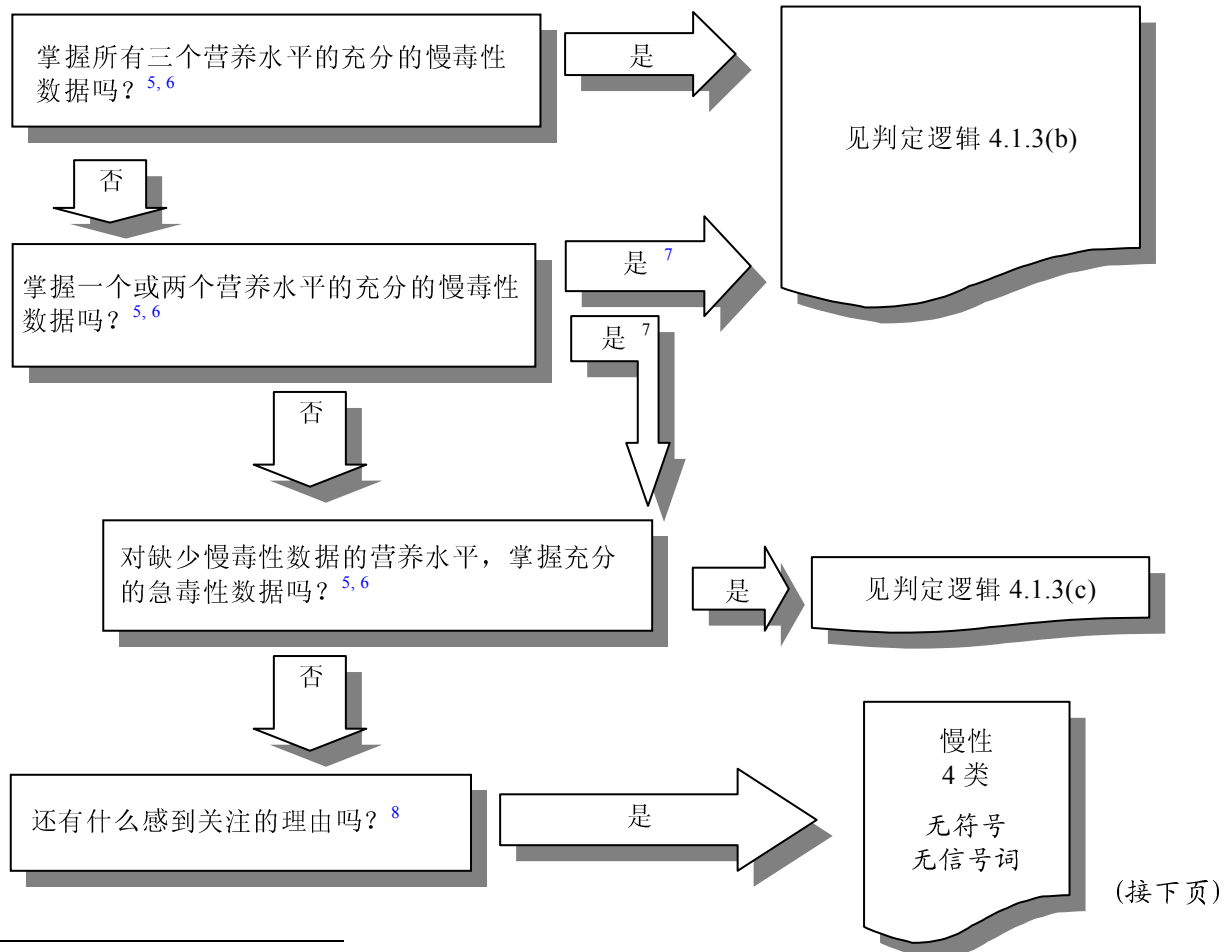 掌握所有三个营养水平的充分的慢毒性
数据吗？5, 6
是
见判定逻辑 4.1.3(b)
否
掌握一个或两个营养水平的充分的慢毒性
数据吗？5, 6
是 7
是 7
否
对缺少慢毒性数据的营养水平，掌握充分
的急毒性数据吗？5, 6
是
见判定逻辑 4.1.3(c)
否
还有什么感到关注的理由吗？8
是
慢性
4 类
无符号
无信号词
(接下页)